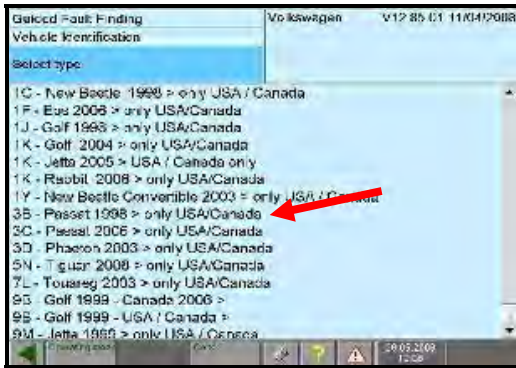 Guided Fault Finding
Volkswagen V12.85.01 11/04/2008
Vehicle Identification
Select type
1C - New Beetle 1998 > only USA / Canada
1F - Eos 2006 > only USA/Canada
1J - Golf 1998 > only USA/Canada
1K - Golf 2004 > only USA/Canada
1K - Jetta 2005 > USA / Canada only
1K - Rabbit 2006 > only USA/Canada
1Y - New Beetle Convertible 2003 > only USA / Canada
3B - Passat 1998 > only USA/Canada
3C - Passat 2006 > only USA/Canada
3D - Phaeton 2003 > only USA/Canada
5N - Tiguan 2008 > only USA/Canada
7L - Touareg 2003 > only USA/Canada
9B - Golf 1999 - Canada 2006 >
9B - Golf 1999 - USA / Canada >
9M - Jetta 1999 > only USA / Canada
Operating mode